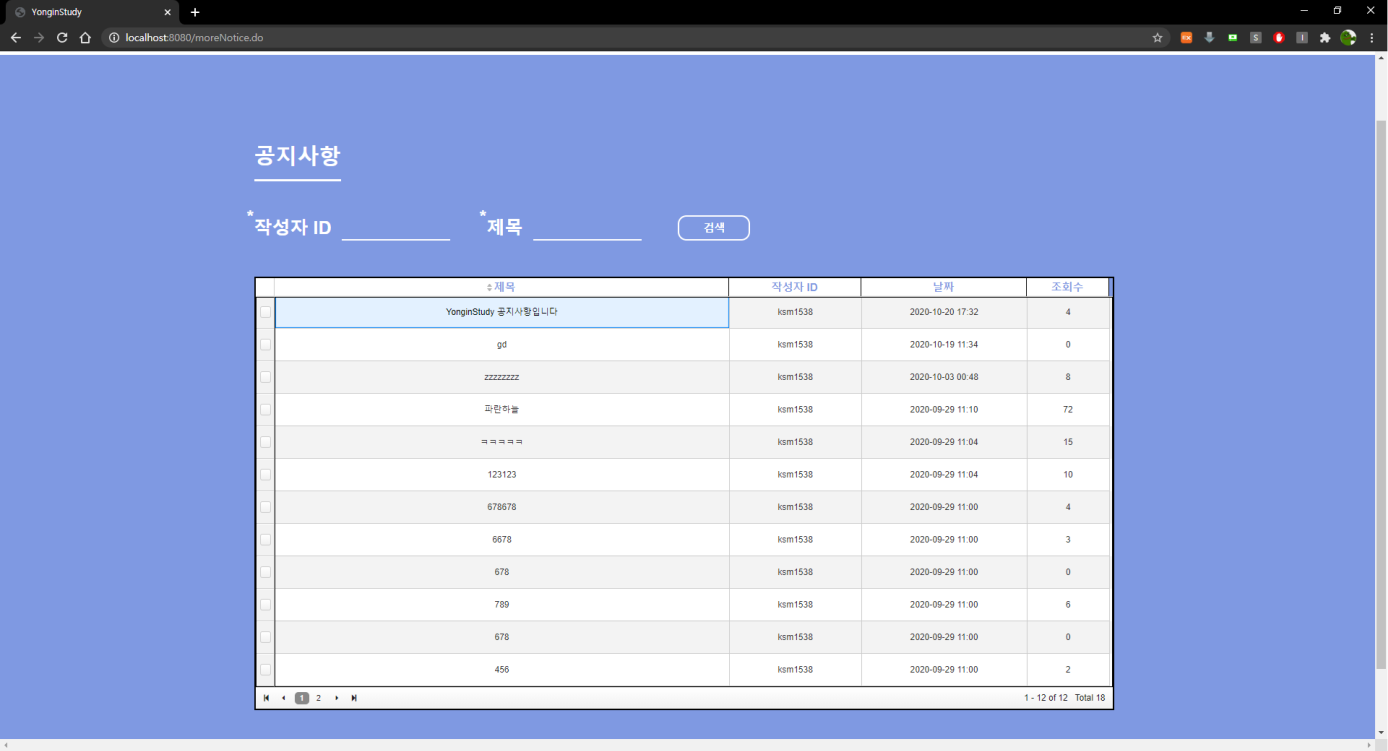 YonginStudy
localhost:8080/moreNotice.do
공지사항
*작성자 ID *제목 검색
제목 작성자 ID 날짜 조회수
YonginStudy 공지사항입니다 ksm1538 2020-10-20 17:32 4
gd ksm1538 2020-10-19 11:34 0
zzzzzzzz ksm1538 2020-10-03 00:48 8
파란하늘 ksm1538 2020-09-29 11:10 72
ㅋㅋㅋㅋㅋ ksm1538 2020-09-29 11:04 15
123123 ksm1538 2020-09-29 11:04 10
678678 ksm1538 2020-09-29 11:00 4
6678 ksm1538 2020-09-29 11:00 3
678 ksm1538 2020-09-29 11:00 0
789 ksm1538 2020-09-29 11:00 6
678 ksm1538 2020-09-29 11:00 0
456 ksm1538 2020-09-29 11:00 2
1 2 1 - 12 of 12 Total 18